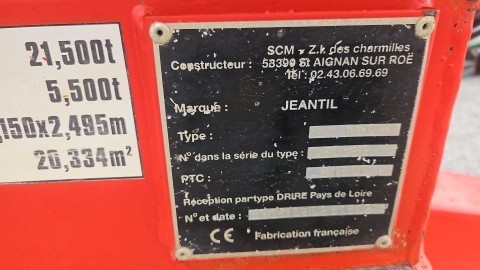 21,500t
5,500t
,150x2,495m
20,334m²
SCM - Z.I. des charmilles
Constructeur : 53390 St AIGNAN SUR ROË
Tél : 02.43.06.69.69
Marque : JEANTIL
Type :
N° dans la série du type :
PTC :
Réception par type DRIRE Pays de Loire
N° et date :
CE Fabrication française